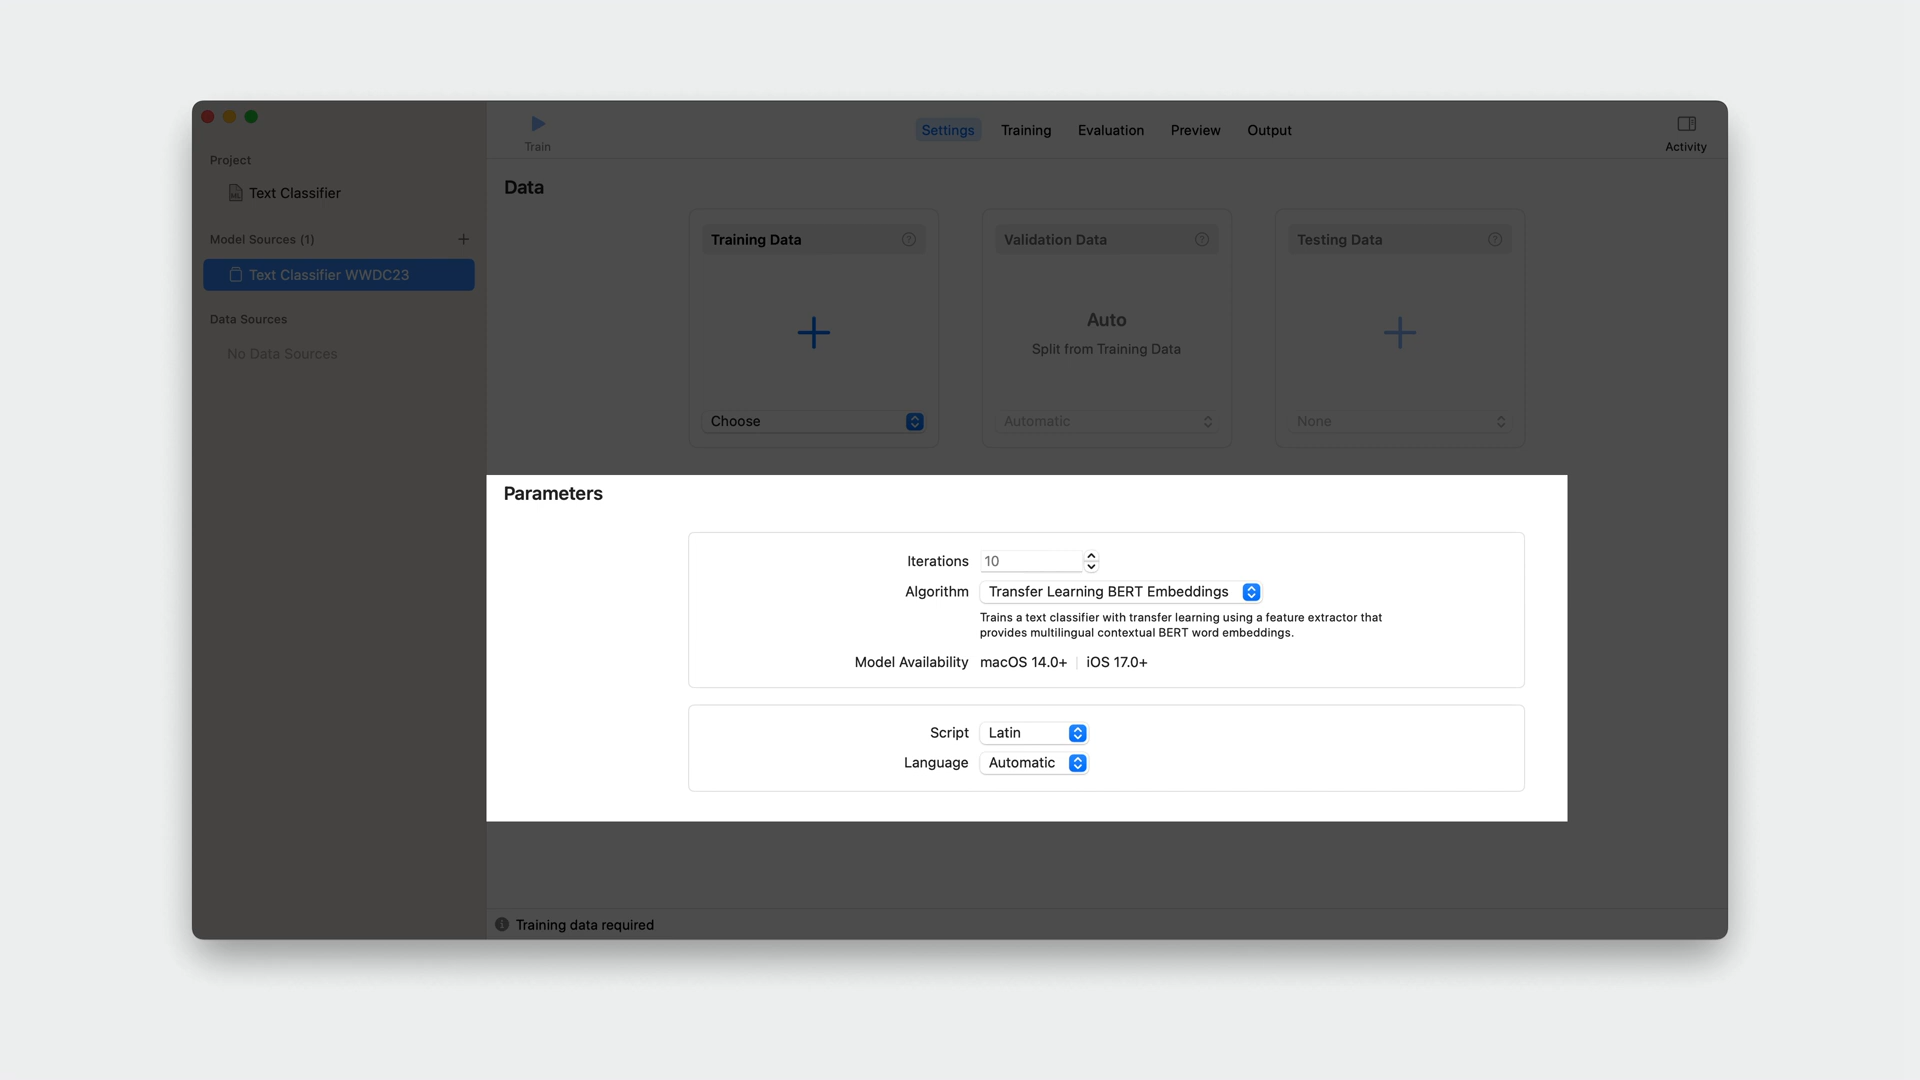 Train
Settings
Training
Evaluation
Preview
Output
Activity
Project
Text Classifier
Model Sources (1)
Text Classifier WWDC23
Data Sources
No Data Sources
Data
Training Data
Choose
Validation Data
Auto
Split from Training Data
Automatic
Testing Data
None
Parameters
Iterations 10
Algorithm Transfer Learning BERT Embeddings
Trains a text classifier with transfer learning using a feature extractor that
provides multilingual contextual BERT word embeddings.
Model Availability macOS 14.0+ iOS 17.0+
Script Latin
Language Automatic
Training data required